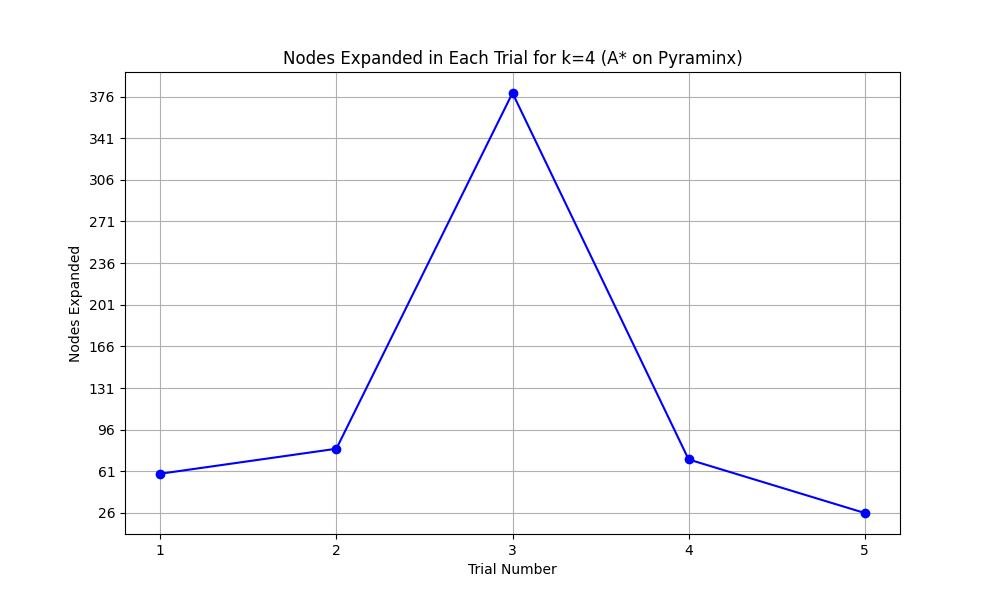 Nodes Expanded in Each Trial for k=4 (A* on Pyraminx)
376
341
306
271
236
201
166
131
96
61
26
Nodes Expanded
1 2 3 4 5
Trial Number